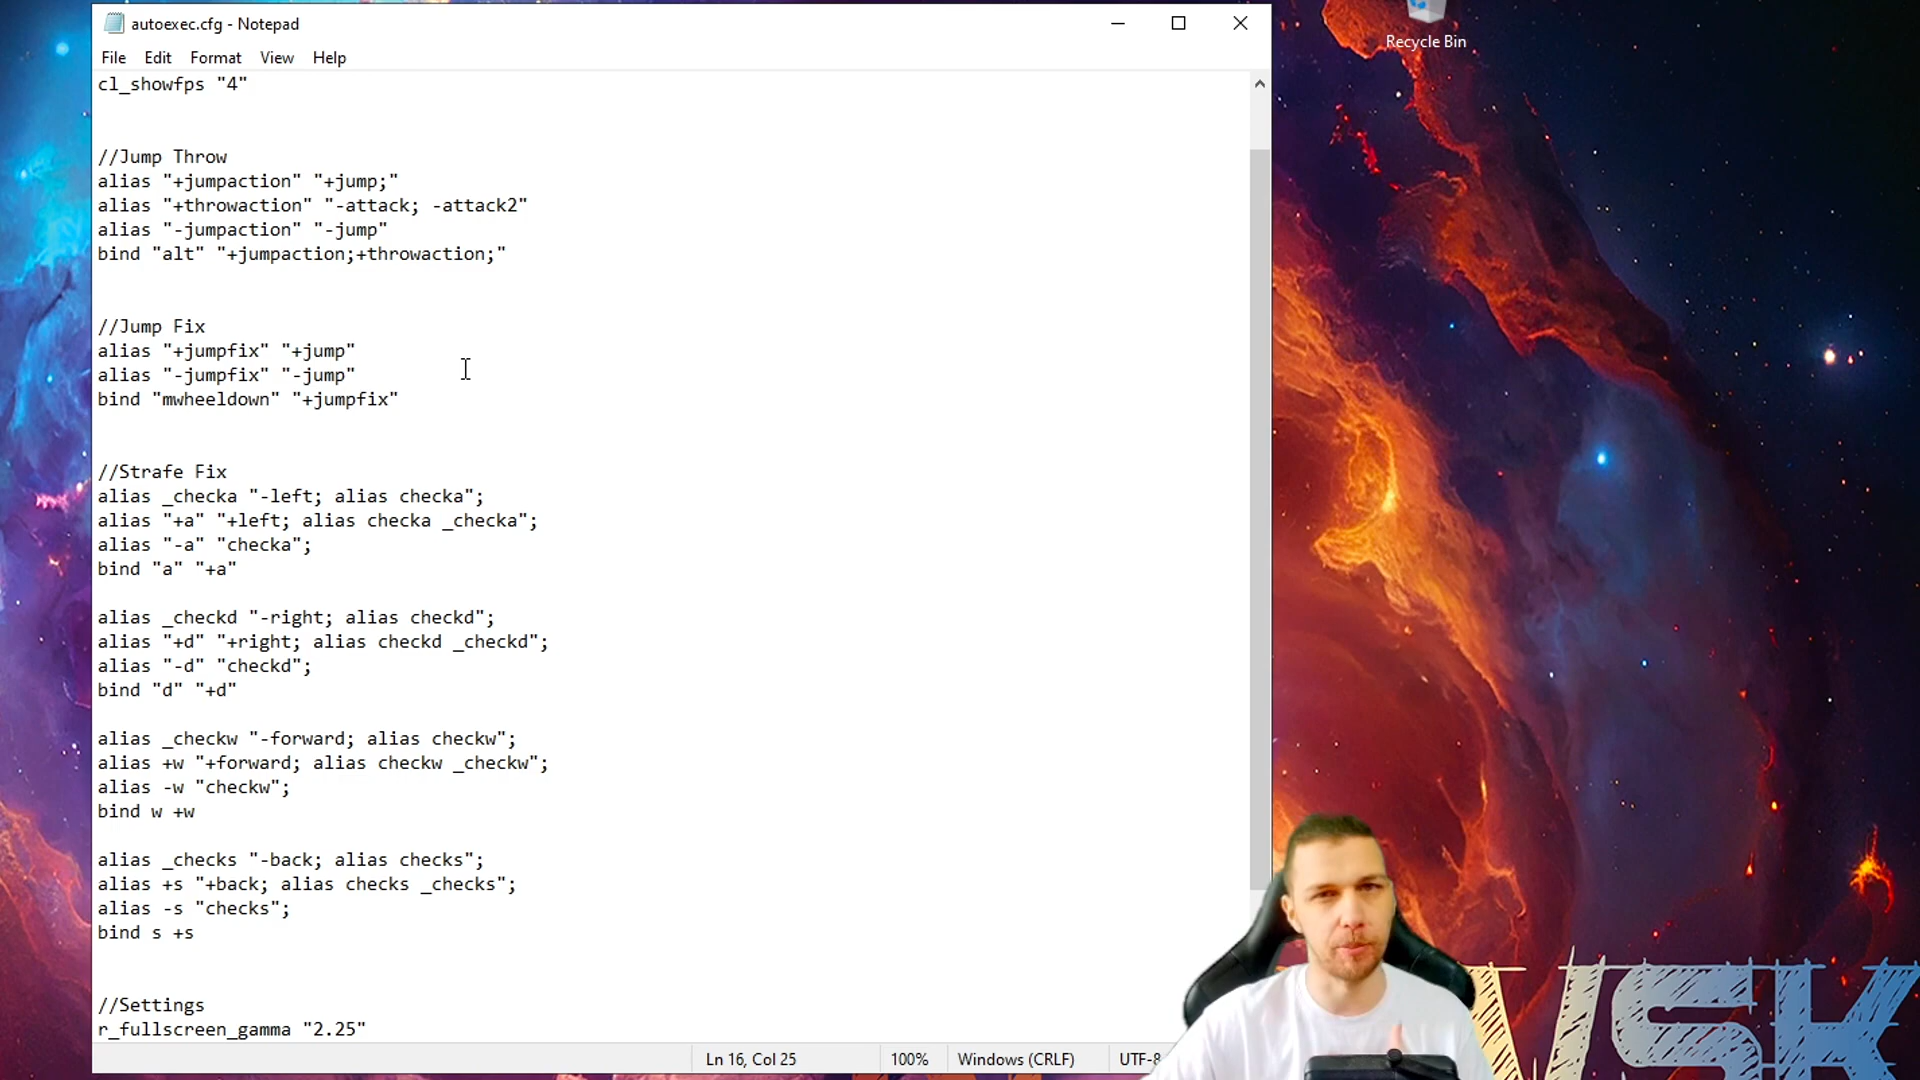 autoexec.cfg - Notepad
File Edit Format View Help
cl_showfps "4"
//Jump Throw
alias "+jumpaction" "+jump;"
alias "+throwaction" "-attack; -attack2"
alias "-jumpaction" "-jump"
bind "alt" "+jumpaction;+throwaction;"
//Jump Fix
alias "+jumpfix" "+jump"
alias "-jumpfix" "-jump"
bind "mwheeldown" "+jumpfix"
//Strafe Fix
alias _checka "-left; alias checka";
alias "+a" "+left; alias checka _checka";
alias "-a" "checka";
bind "a" "+a"
alias _checkd "-right; alias checkd";
alias "+d" "+right; alias checkd _checkd";
alias "-d" "checkd";
bind "d" "+d"
alias _checkw "-forward; alias checkw";
alias +w "+forward; alias checkw _checkw";
alias -w "checkw";
bind w +w
alias _checks "-back; alias checks";
alias +s "+back; alias checks _checks";
alias -s "checks";
bind s +s
//Settings
r_fullscreen_gamma "2.25"
Ln 16, Col 25 100% Windows (CRLF) UTF-8
Recycle Bin
VSK